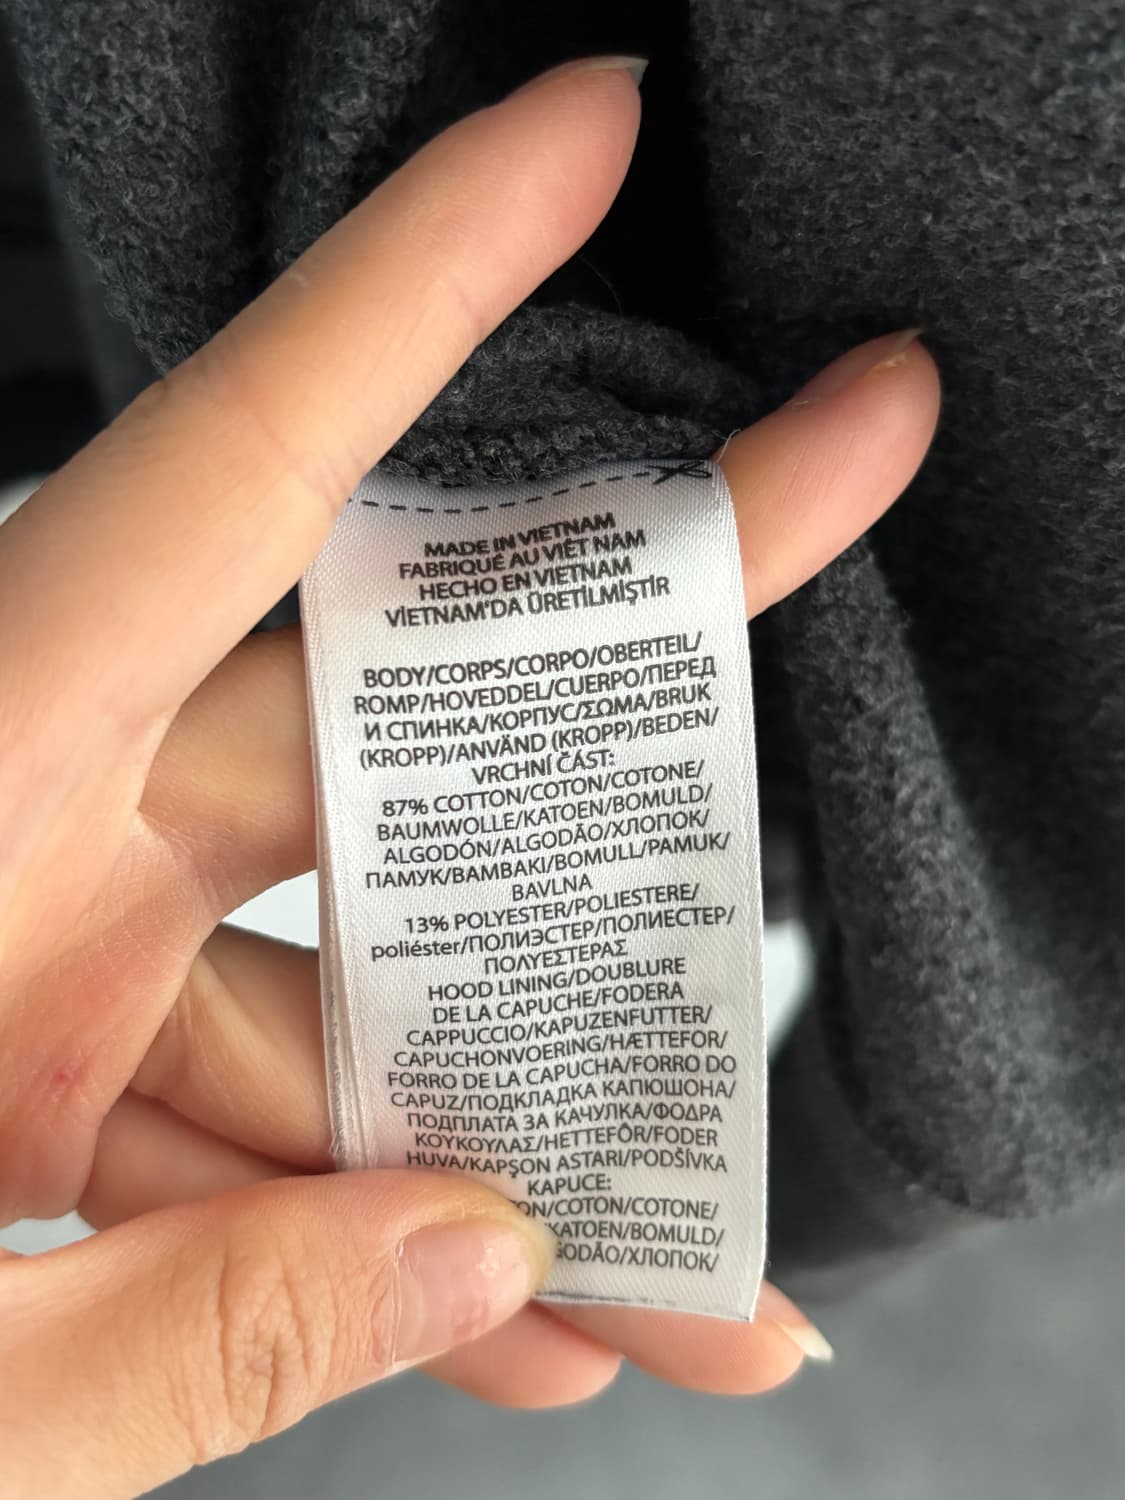 MADE IN VIETNAM
FABRIQUÉ AU VIÊT NAM
HECHO EN VIETNAM
VİETNAM'DA ÜRETİLMİŞTİR
BODY/CORPS/CORPO/OBERTEIL/
ROMP/HOVEDDEL/CUERPO/ПЕРЕД
И СПИНКА/КОРПУС/ΣΩΜΑ/BRUK
(KROPP)/ANVÄND (KROPP)/BEDEN/
VRCHNÍ ČÁST:
87% COTTON/COTON/COTONE/
BAUMWOLLE/KATOEN/BOMULD/
ALGODÓN/ALGODÃO/ХЛОПОК/
ПАМУК/ΒΑΜΒΑΚΙ/BOMULL/PAMUK/
BAVLNA
13% POLYESTER/POLIESTERE/
poliéster/ПОЛИЭСТЕР/ПОЛИЕСТЕР/
ΠΟΛΥΕΣΤΕΡΑΣ
HOOD LINING/DOUBLURE
DE LA CAPUCHE/FODERA
CAPPUCCIO/KAPUZENFUTTER/
CAPUCHONVOERING/HÆTTEFOR/
FORRO DE LA CAPUCHA/FORRO DO
CAPUZ/ПОДКЛАДКА КАПЮШОНА/
ПОДПЛАТА ЗА КАЧУЛКА/ΦΟΔΡΑ
ΚΟΥΚΟΥΛΑΣ/HETTEFÔR/FODER
HUVA/KAPŞON ASTARI/PODŠÍVKA
KAPUCE:
/COTON/COTONE/
KATOEN/BOMULD/
/ХЛОПОК/